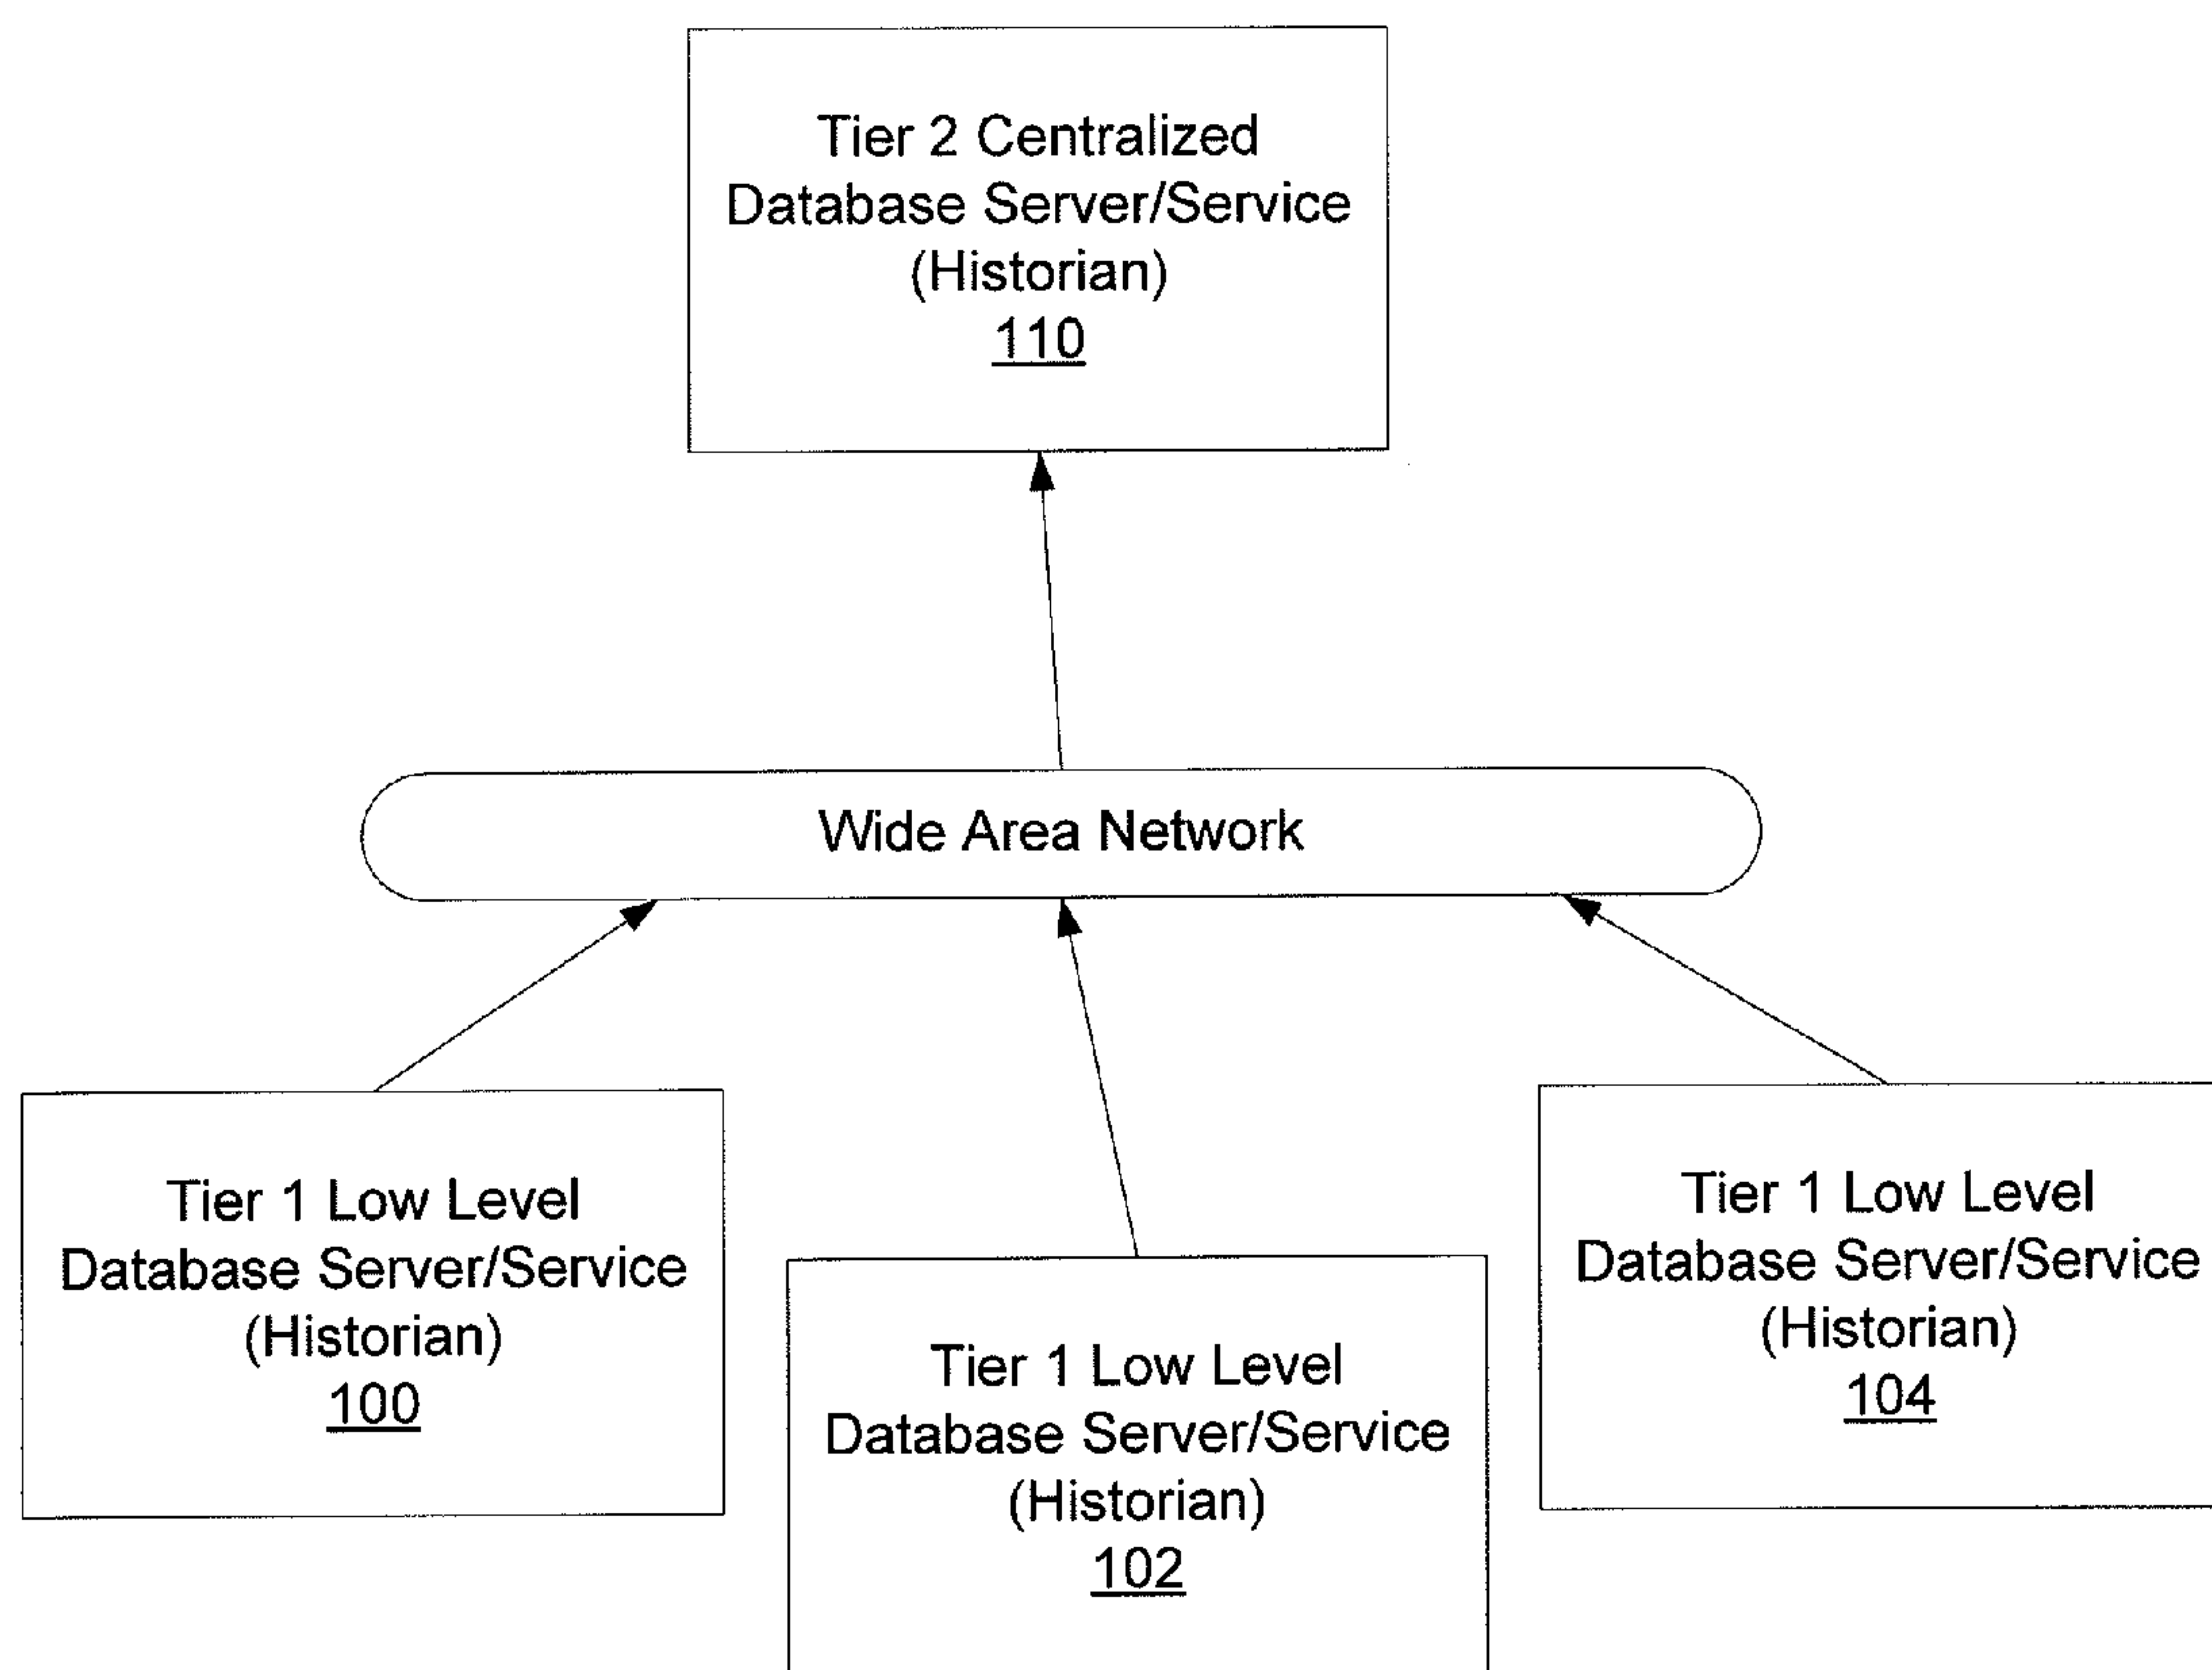 Tier 2 Centralized
Database Server/Service
(Historian)
110
Wide Area Network
Tier 1 Low Level
Database Server/Service
(Historian)
100
Tier 1 Low Level
Database Server/Service
(Historian)
102
Tier 1 Low Level
Database Server/Service
(Historian)
104